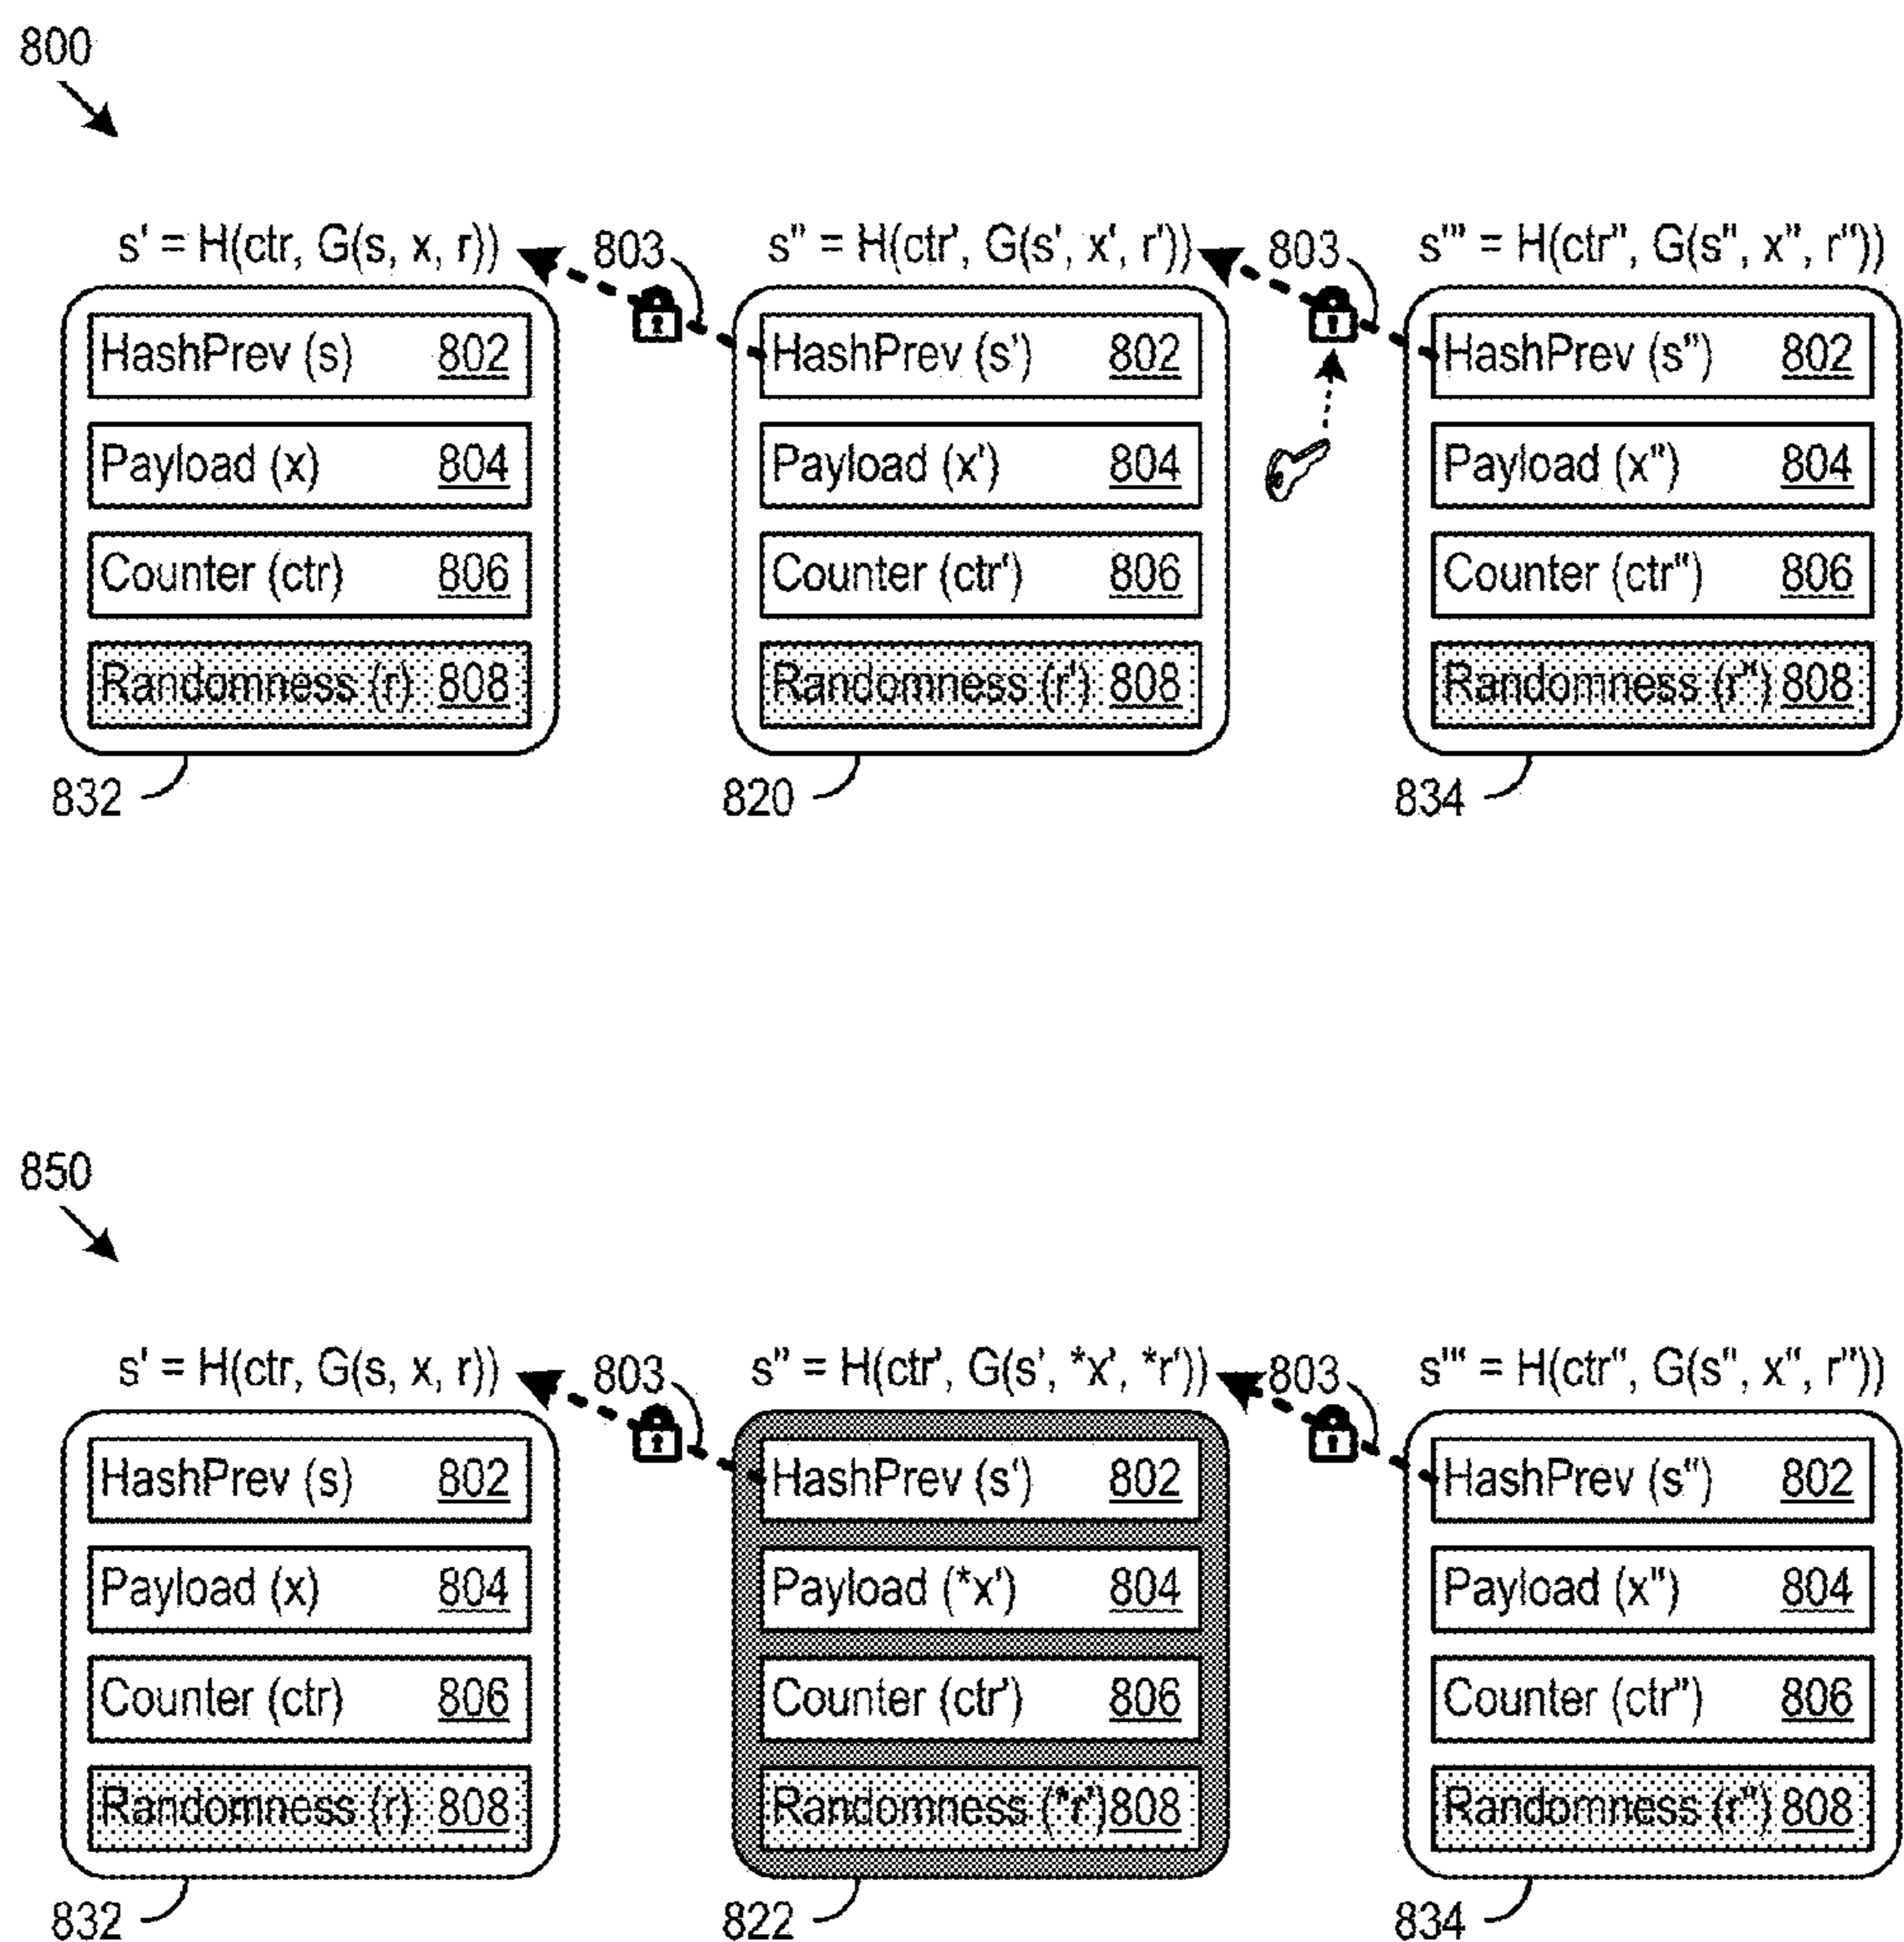 800
s' = H(ctr, G(s, x, r)) 803 s" = H(ctr', G(s', x', r')) 803 s"' = H(ctr", G(s", x", r"))
HashPrev (s) 802 HashPrev (s') 802 HashPrev (s") 802
Payload (x) 804 Payload (x') 804 Payload (x") 804
Counter (ctr) 806 Counter (ctr') 806 Counter (ctr") 806
Randomness (r) 808 Randomness (r') 808 Randomness (r") 808
832 820 834
850
s' = H(ctr, G(s, x, r)) 803 s" = H(ctr', G(s', *x', *r')) 803 s"' = H(ctr", G(s", x", r"))
HashPrev (s) 802 HashPrev (s') 802 HashPrev (s") 802
Payload (x) 804 Payload (*x') 804 Payload (x") 804
Counter (ctr) 806 Counter (ctr') 806 Counter (ctr") 806
Randomness (r) 808 Randomness (*r') 808 Randomness (r") 808
832 822 834